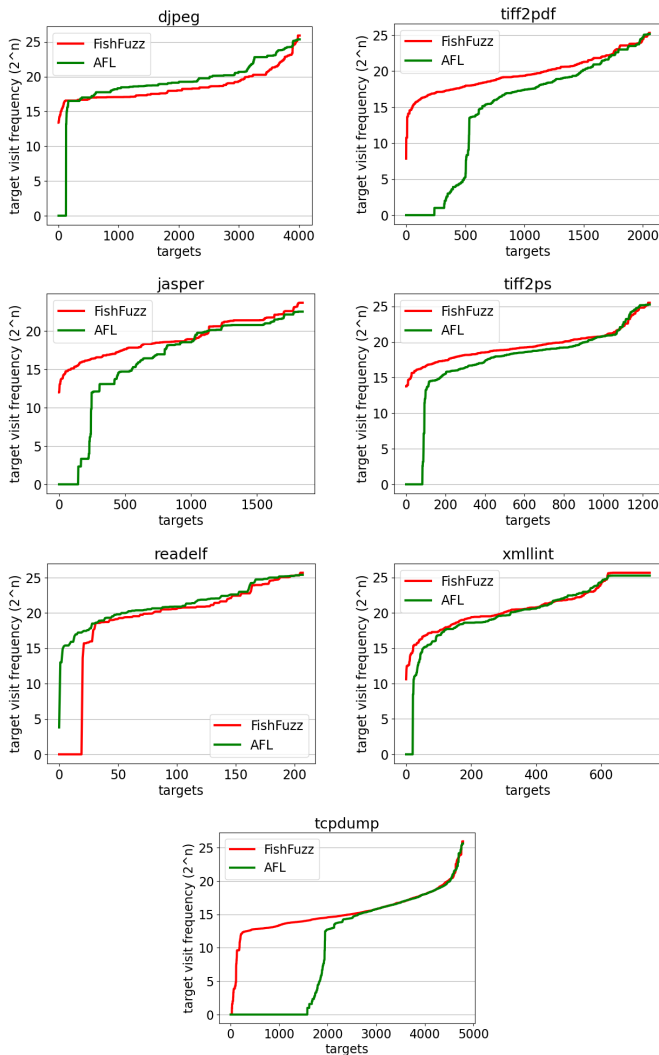 djpeg
FishFuzz
AFL
target visit frequency (2^n)
25
20
15
10
5
0
0 1000 2000 3000 4000
targets
tiff2pdf
FishFuzz
AFL
target visit frequency (2^n)
25
20
15
10
5
0
0 500 1000 1500 2000
targets
jasper
FishFuzz
AFL
target visit frequency (2^n)
20
15
10
5
0
0 500 1000 1500
targets
tiff2ps
FishFuzz
AFL
target visit frequency (2^n)
25
20
15
10
5
0
0 200 400 600 800 1000 1200
targets
readelf
target visit frequency (2^n)
25
20
15
10
5
0
FishFuzz
AFL
0 50 100 150 200
targets
xmllint
FishFuzz
AFL
target visit frequency (2^n)
25
20
15
10
5
0
0 200 400 600
targets
tcpdump
FishFuzz
AFL
target visit frequency (2^n)
25
20
15
10
5
0
0 1000 2000 3000 4000 5000
targets